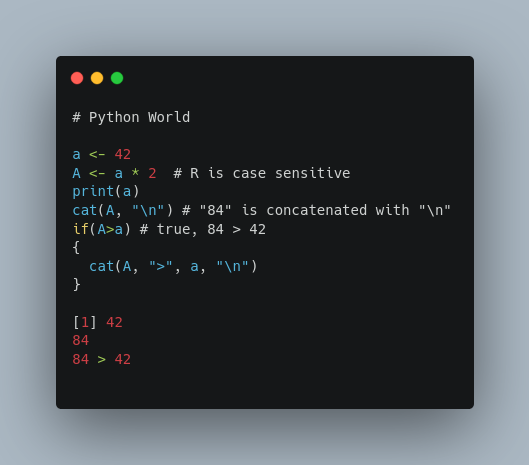 # Python World

a <- 42
A <- a * 2  # R is case sensitive
print(a)
cat(A, "\n") # "84" is concatenated with "\n"
if(A>a) # true, 84 > 42
{
  cat(A, ">", a, "\n")
}

[1] 42
84
84 > 42